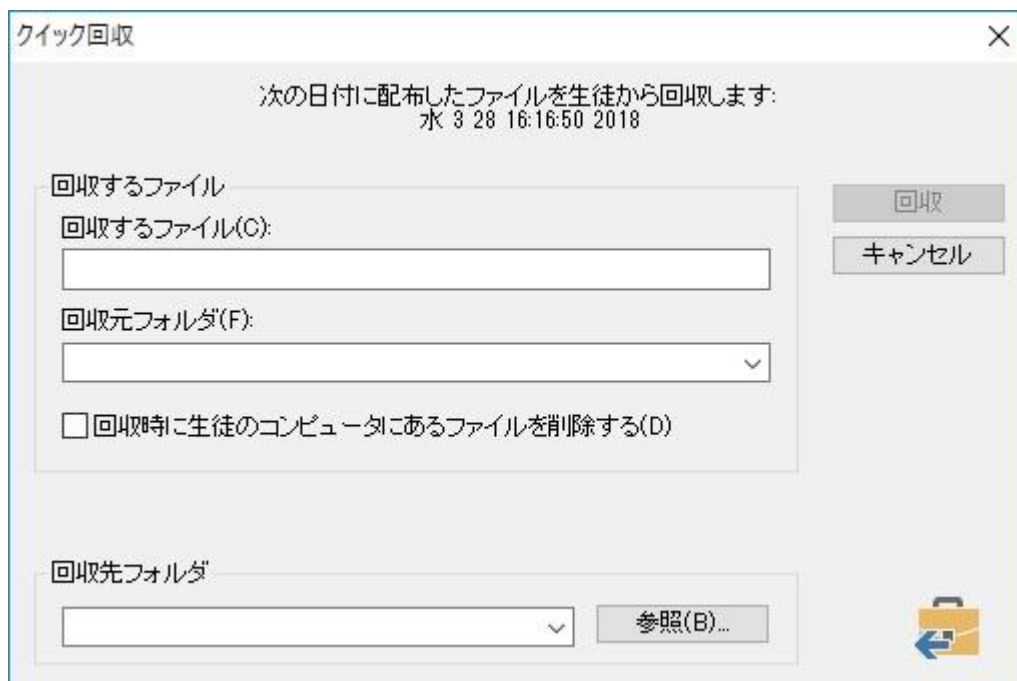 クイック回収
次の日付に配布したファイルを生徒から回収します:
水 3 28 16:16:50 2018
回収するファイル
回収するファイル(C):
回収元フォルダ(F):
回収時に生徒のコンピュータにあるファイルを削除する(D)
回収
キャンセル
回収先フォルダ
参照(B)...